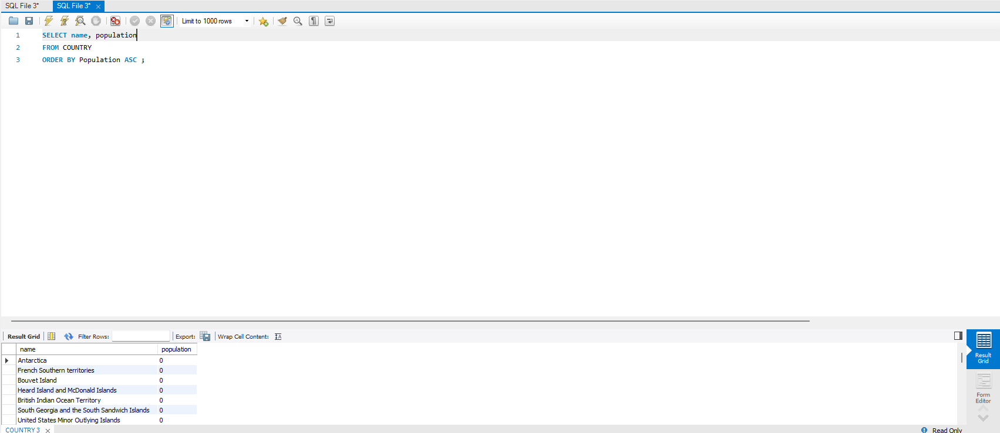 SQL File 3* SQL File 3*
Limit to 1000 rows
1 SELECT name, population
2 FROM COUNTRY
3 ORDER BY Population ASC ;
Result Grid Filter Rows: Export: Wrap Cell Content:
name population
Antarctica 0
French Southern territories 0
Bouvet Island 0
Heard Island and McDonald Islands 0
British Indian Ocean Territory 0
South Georgia and the South Sandwich Islands 0
United States Minor Outlying Islands 0
Result
Grid
Form
Editor
COUNTRY 3
Read Only